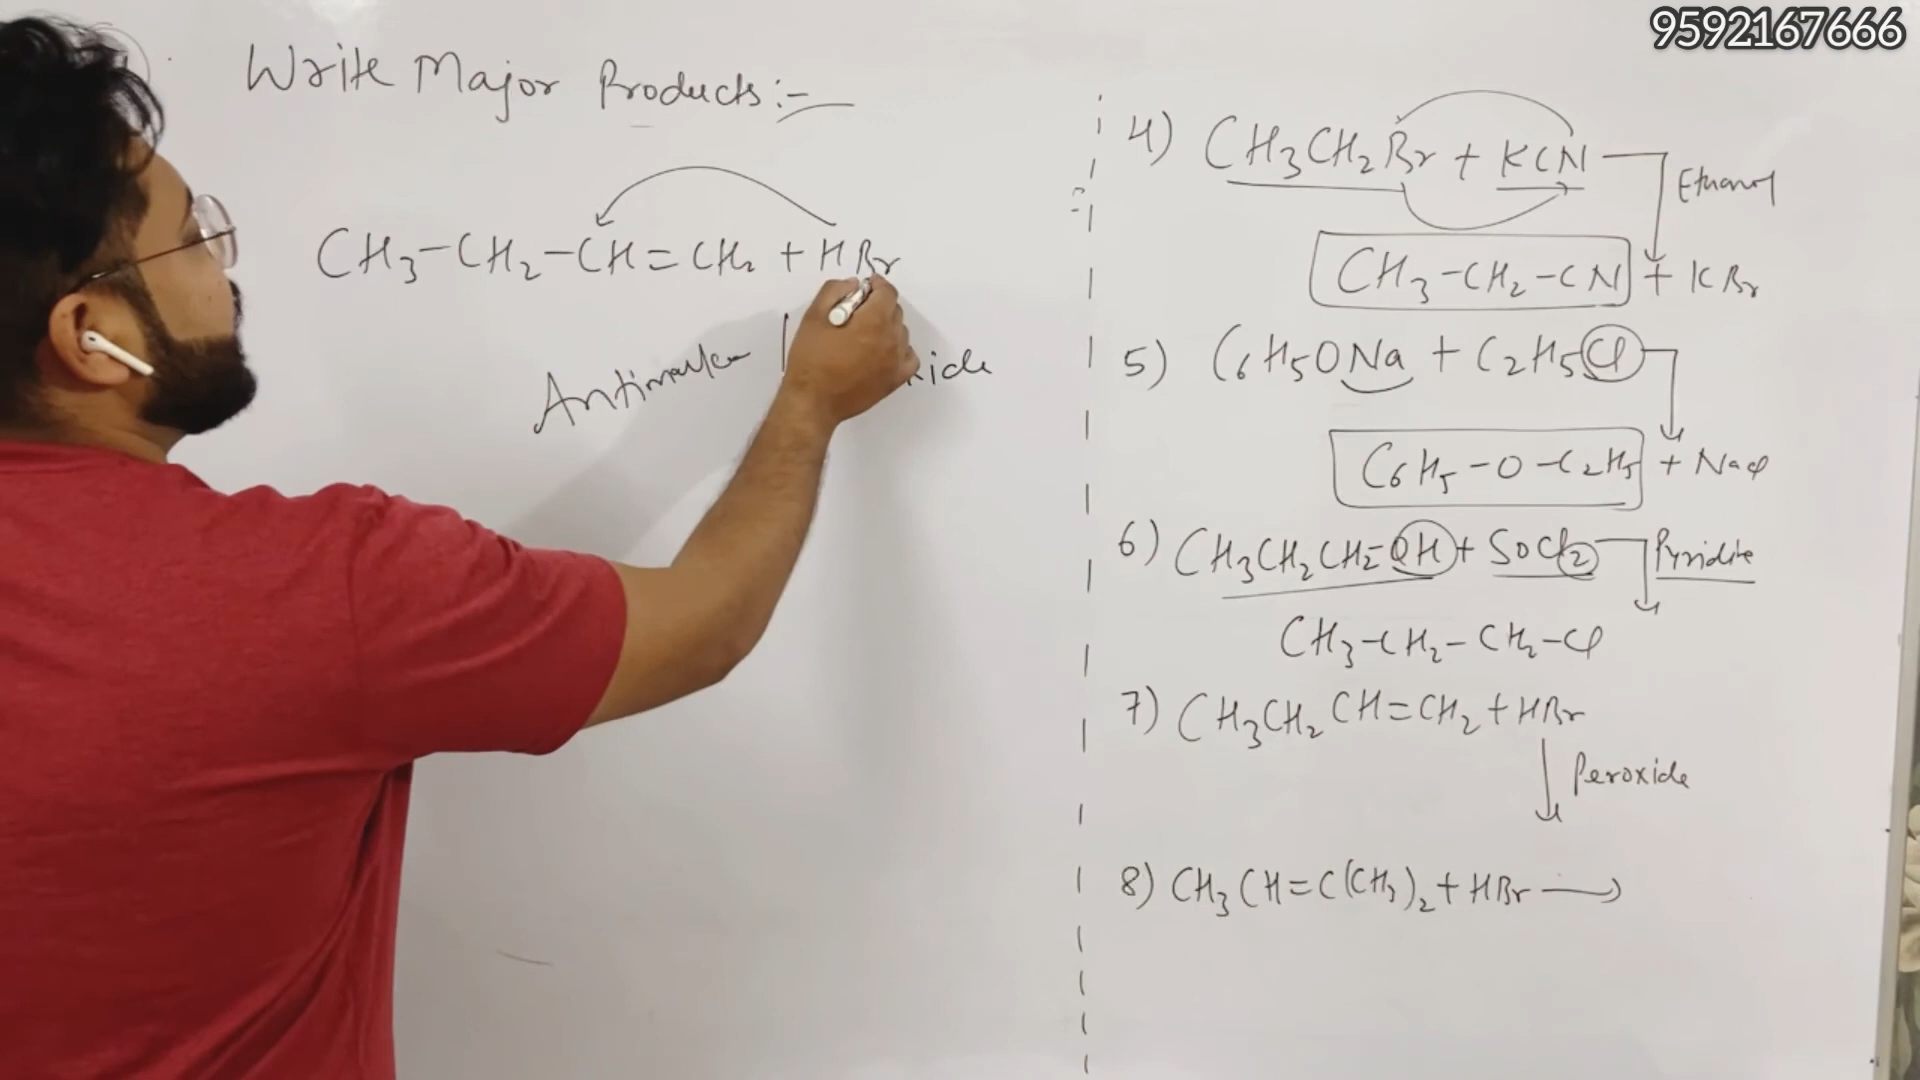 9592167666
Write Major Products:-
CH₃-CH₂-CH=CH₂ + HBr
Antimarko
xide
4) CH₃CH₂Br + KCN
Ethanol
CH₃-CH₂-CN + KBr
5) C₆H₅ONa + C₂H₅Cl
C₆H₅-O-C₂H₅ + NaCl
6) CH₃CH₂CH₂OH + SOCl₂
Pyridine
CH₃-CH₂-CH₂-Cl
7) CH₃CH₂CH=CH₂ + HBr
Peroxide
8) CH₃CH=C(CH₃)₂ + HBr →